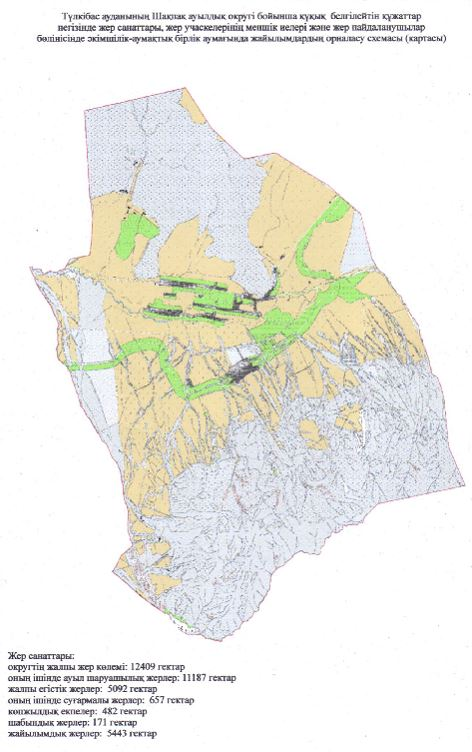 Түлкібас ауданының Шақпақ ауылдық округі бойынша құқық белгілейтін құжаттар
негізінде жер санаттары, жер учаскелерінің меншік иелері және жер пайдаланушылар
бөлінісінде әкімшілік-аумақтық бірлік аумағында жайылымдардың орналасу схемасы (картасы)
Жер санаттары:
округтің жалпы жер көлемі: 12409 гектар
оның ішінде ауыл шаруашылық жерлер: 11187 гектар
жалпы егістік жерлер: 5092 гектар
оның ішінде суғармалы жерлер: 657 гектар
көпжылдық екпелер: 482 гектар
шабындық жерлер: 171 гектар
жайылымдық жерлер: 5443 гектар